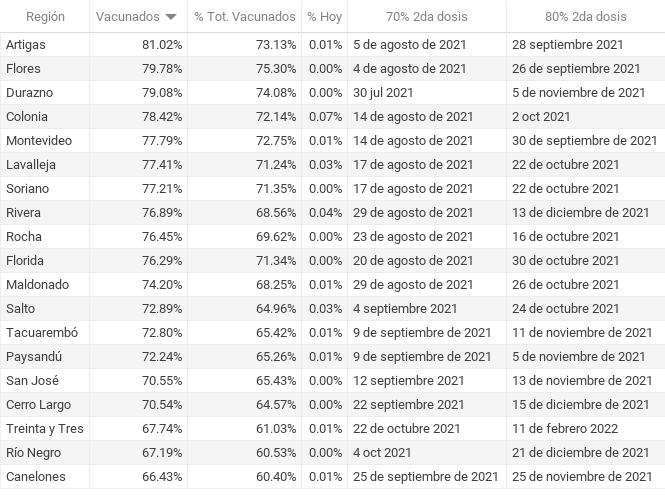 Región Vacunados % Tot. Vacunados % Hoy 70% 2da dosis 80% 2da dosis
Artigas 81.02% 73.13% 0.01% 5 de agosto de 2021 28 septiembre 2021
Flores 79.78% 75.30% 0.00% 4 de agosto de 2021 26 de septiembre 2021
Durazno 79.08% 74.08% 0.00% 30 jul 2021 5 de noviembre de 2021
Colonia 78.42% 72.14% 0.07% 14 de agosto de 2021 2 oct 2021
Montevideo 77.79% 72.75% 0.01% 14 de agosto de 2021 30 de septiembre de 2021
Lavalleja 77.41% 71.24% 0.03% 17 de agosto de 2021 22 de octubre 2021
Soriano 77.21% 71.35% 0.00% 17 de agosto de 2021 22 de octubre 2021
Rivera 76.89% 68.56% 0.04% 29 de agosto de 2021 13 de diciembre de 2021
Rocha 76.45% 69.62% 0.00% 23 de agosto de 2021 16 de octubre 2021
Florida 76.29% 71.34% 0.00% 20 de agosto de 2021 30 de octubre 2021
Maldonado 74.20% 68.25% 0.01% 29 de agosto de 2021 26 de octubre 2021
Salto 72.89% 64.96% 0.03% 4 septiembre 2021 24 de octubre 2021
Tacuarembó 72.80% 65.42% 0.01% 9 de septiembre de 2021 11 de noviembre de 2021
Paysandú 72.24% 65.26% 0.01% 9 de septiembre de 2021 5 de noviembre de 2021
San José 70.55% 65.43% 0.00% 12 septiembre 2021 13 de noviembre de 2021
Cerro Largo 70.54% 64.57% 0.00% 22 septiembre 2021 15 de diciembre de 2021
Treinta y Tres 67.74% 61.03% 0.01% 22 de octubre 2021 11 de febrero 2022
Río Negro 67.19% 60.53% 0.00% 4 oct 2021 21 de diciembre de 2021
Canelones 66.43% 60.40% 0.01% 25 de septiembre de 2021 25 de noviembre de 2021